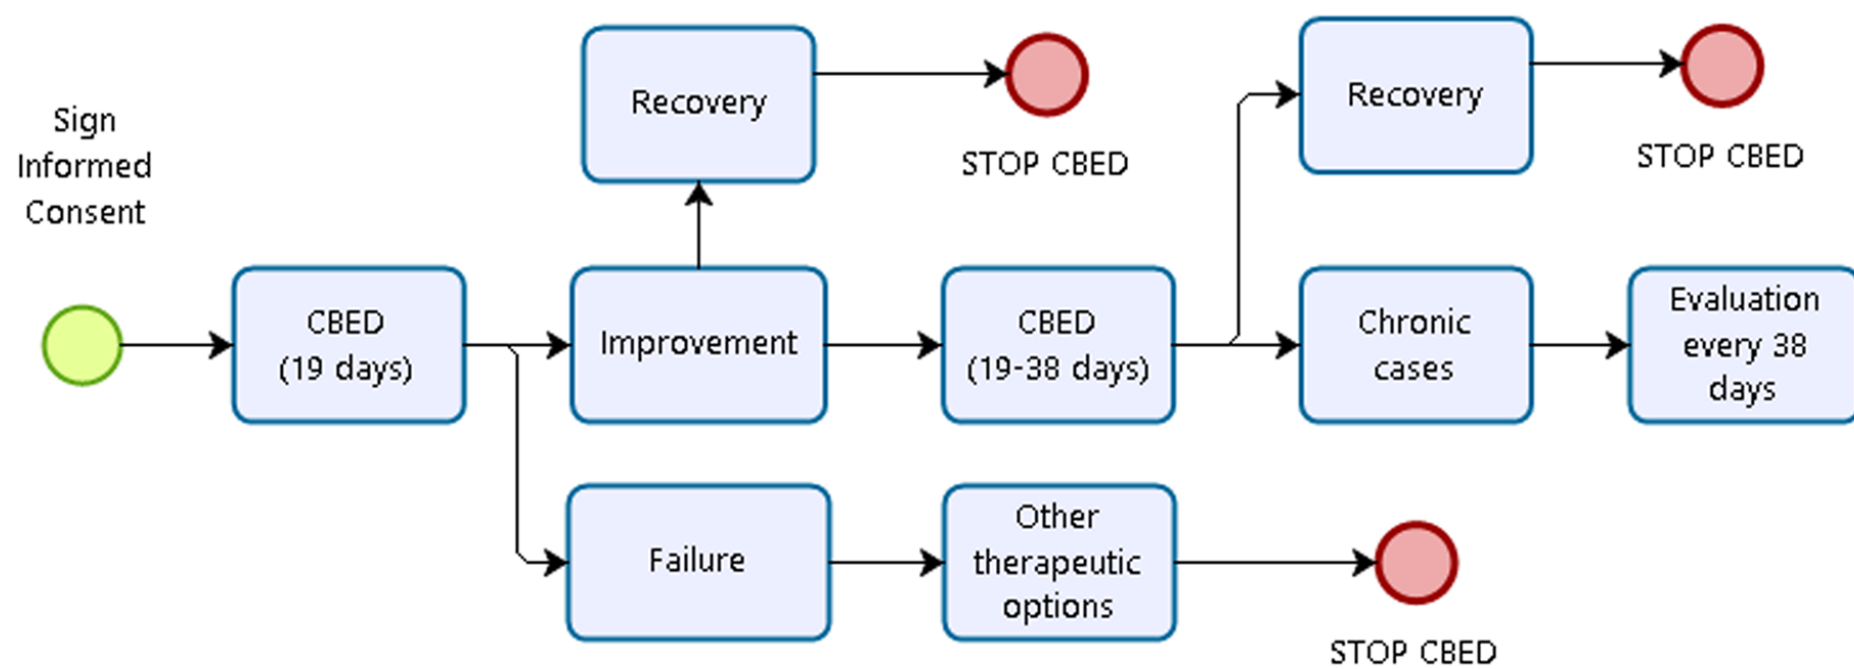 Sign
Informed
Consent
CBED
(19 days)
Improvement
Recovery
STOP CBED
CBED
(19-38 days)
Recovery
STOP CBED
Chronic
cases
Evaluation
every 38
days
Failure
Other
therapeutic
options
STOP CBED